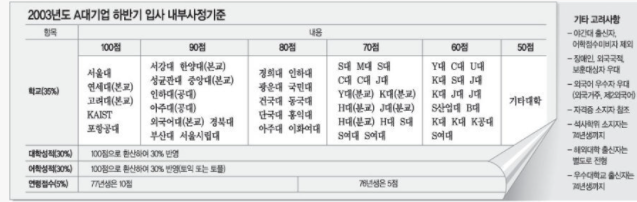 2003년도 A대기업 하반기 입사 내부사정기준
항목
내용
100점 90점 80점 70점 60점 50점
학교(35%)
서울대
연세대(본교)
고려대(본교)
KAIST
포항공대
서강대 한양대(본교)
성균관대 중앙대(본교)
인하대(공대)
아주대(공대)
외국어대(본교) 경북대
부산대 서울시립대
경희대 인하대
광운대 국민대
건국대 동국대
단국대 홍익대
아주대 이화여대
S대 M대 S대
C대 C대 J대
Y대(분교) K대(분교)
H대(분교) J대(분교)
H대(분교) H대 S대
S여대 S여대
Y대 C대 U대
K대 S대 J대
K대 J대 J대
S산업대 B대
K대 K대 K공대
S여대
기타대학
대학성적(30%) 100점으로 환산하여 30% 반영
어학성적(30%) 100점으로 환산하여 30% 반영(토익 또는 토플)
연령점수(5%) 77년생은 10점 76년생은 5점
기타 고려사항
– 야간대 출신자,
어학점수미비자 제외
– 장애인, 외국국적,
보훈대상자 우대
– 외국어 우수자 우대
(외국거주, 제2외국어)
– 자격증 소지자 참조
– 석사학위 소지자는
74년생까지
– 해외대학 출신자는
별도로 전형
– 우수대학교 출신자는
74년생까지